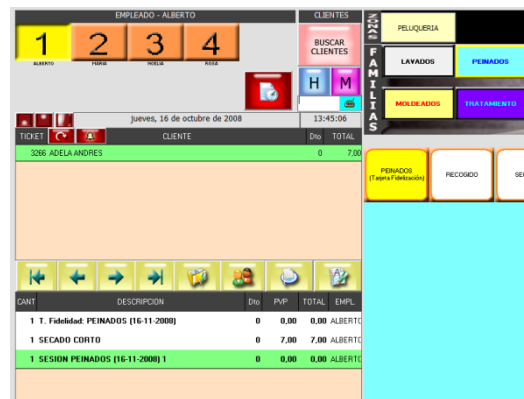 EMPLEADO - ALBERTO
CLIENTES
1 2 3 4
ALBERTO MARIA NOELIA ROSA
BUSCAR
CLIENTES
H M
jueves, 16 de octubre de 2008
13:45:06
TICKET CLIENTE Dto TOTAL
3266 ADELA ANDRES 0 7,00
CANT DESCRIPCION Dto PVP TOTAL EMPL
1 T. Fidelidad: PEINADOS (16-11-2008) 0 0,00 0,00 ALBERTO
1 SECADO CORTO 0 7,00 7,00 ALBERTO
1 SESION PEINADOS (16-11-2008) 1 0 0,00 0,00 ALBERTO
ZONAS
PELUQUERIA
FAMILIAS
LAVADOS
PEINADOS
MOLDEADOS
TRATAMIENTO
PEINADOS
(Tarjeta Fidelización)
RECOGIDO
SE